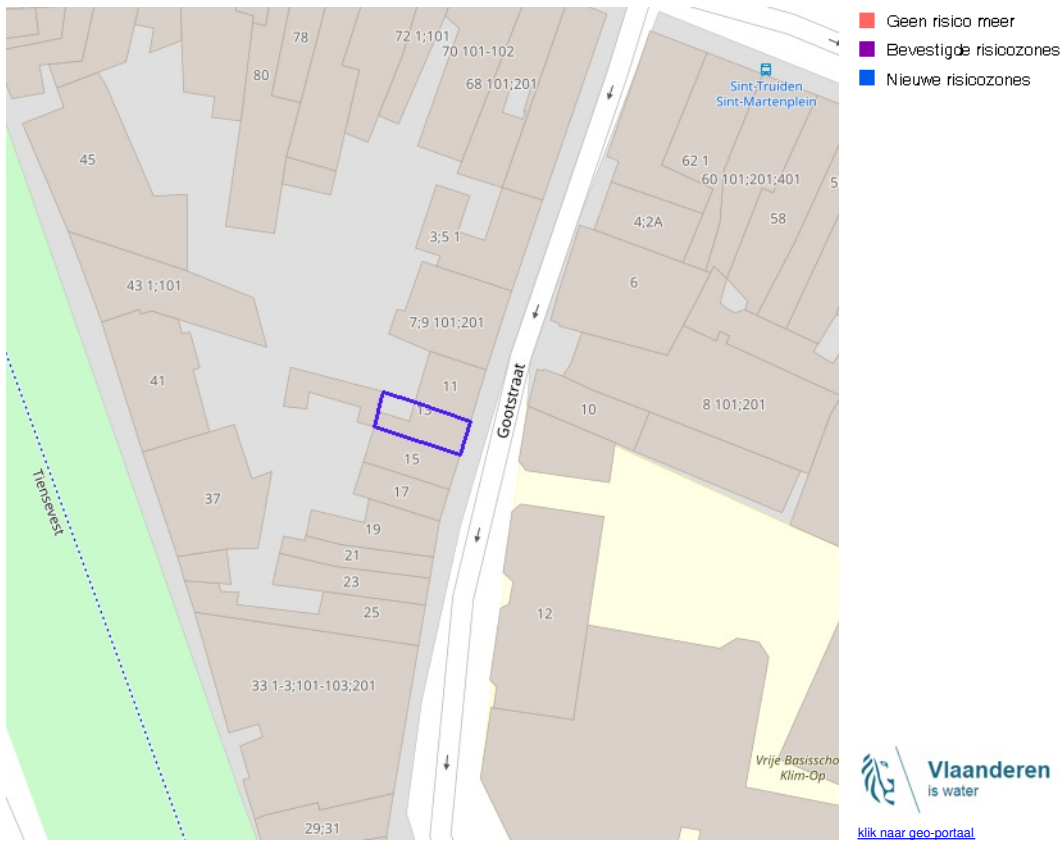 Geen risico meer
Bevestigde risicozones
Nieuwe risicozones
78
72 1;101
70 101-102
80
68 101;201
Sint-Truiden
Sint-Martenplein
45
62 1
60 101;201;401
58
4;2A
3;5 1
43 1;101
6
7;9 101;201
41
11
Gootstraat
13
10
8 101;201
15
17
37
Tiensevest
19
21
23
25
12
33 1-3;101-103;201
Klim-Op
29;31
Vlaanderen
is water
klik naar geo-portaal